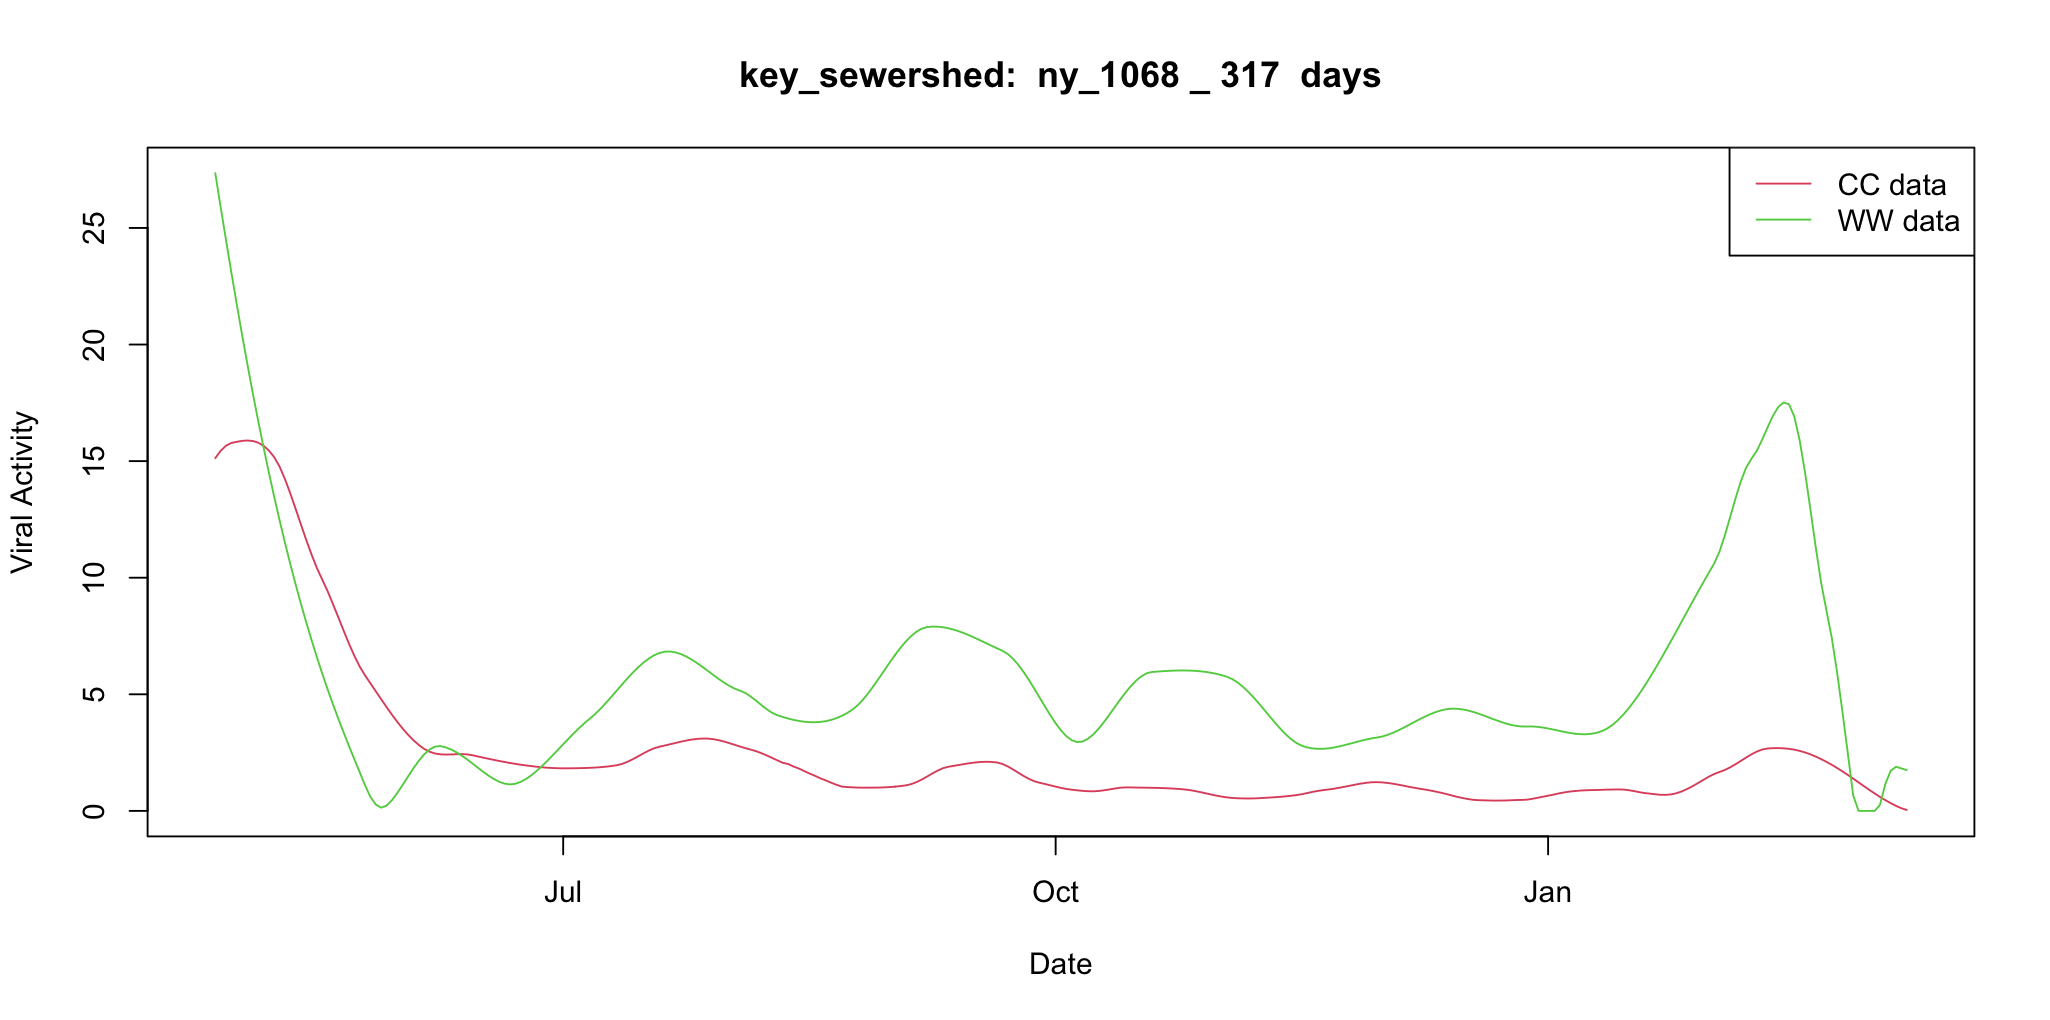 key_sewershed:  ny_1068 _ 317  days
CC data
WW data
Viral Activity
25
20
15
10
5
0
Jul
Oct
Jan
Date